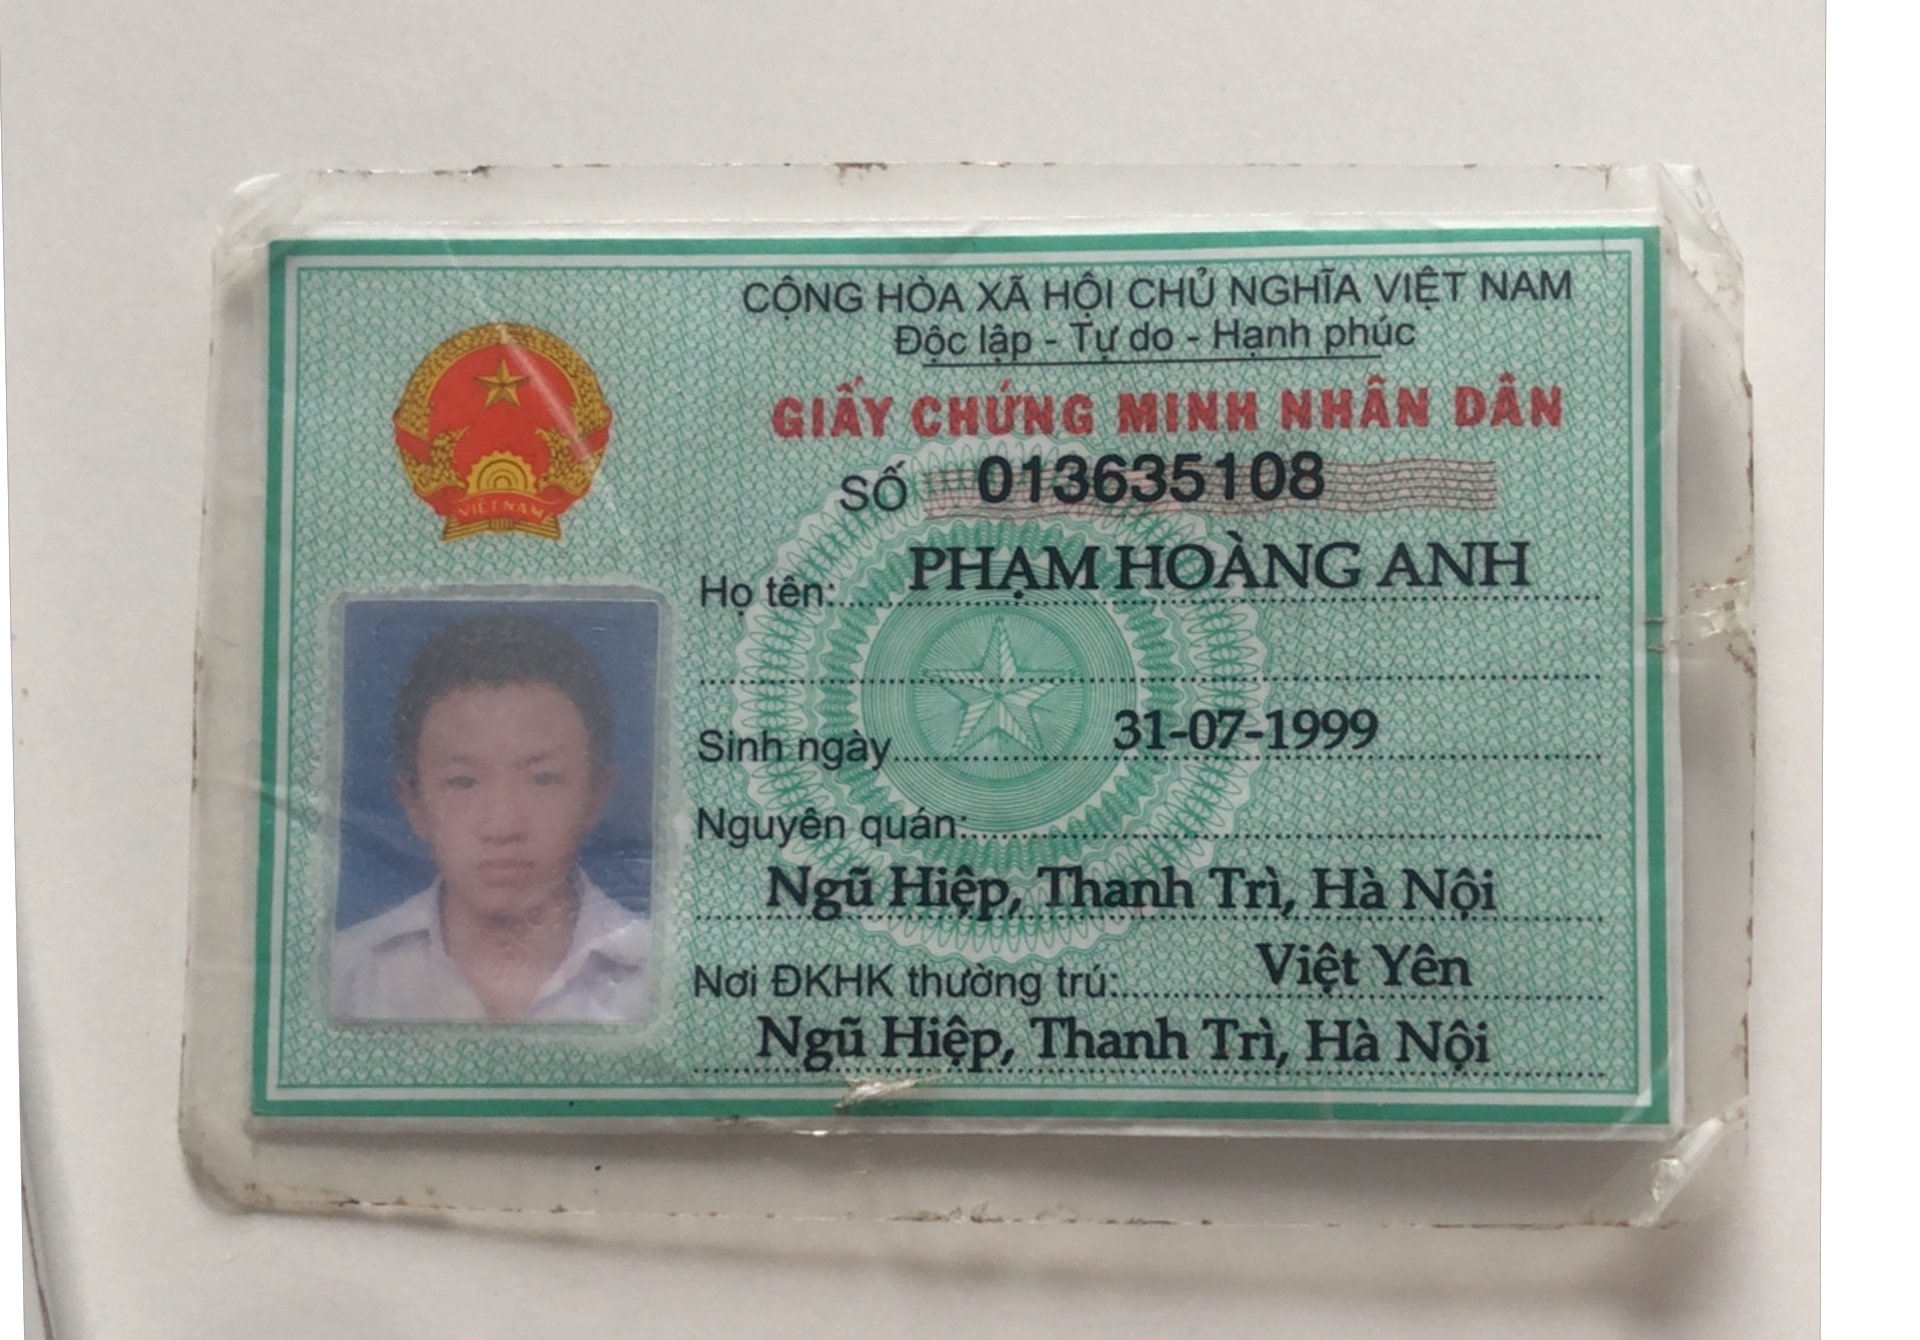 CỘNG HÒA XÃ HỘI CHỦ NGHĨA VIỆT NAM
Độc lập - Tự do - Hạnh phúc
GIẤY CHỨNG MINH NHÂN DÂN
SỐ 013635108
VIỆT NAM
Họ tên: PHẠM HOÀNG ANH
Sinh ngày 31-07-1999
Nguyên quán:
Ngũ Hiệp, Thanh Trì, Hà Nội
Nơi ĐKHK thường trú: Việt Yên
Ngũ Hiệp, Thanh Trì, Hà Nội